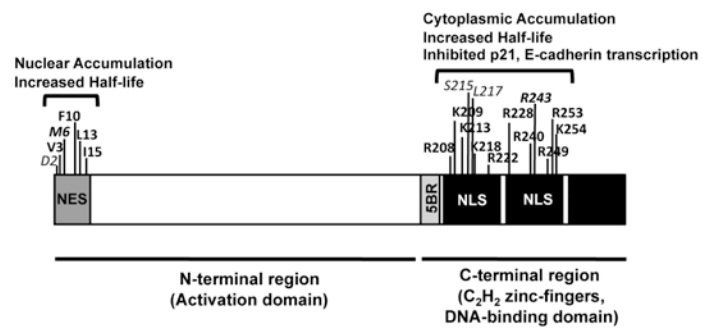 Cytoplasmic Accumulation
Increased Half-life
Inhibited p21, E-cadherin transcription
Nuclear Accumulation
Increased Half-life
S215
L217
R243
F10
K209
R228
R253
M6
L13
K213
R240
K254
V3
I15
R208
K218
R249
D2
R222
NES
5BR
NLS
NLS
N-terminal region
(Activation domain)
C-terminal region
(C₂H₂ zinc-fingers,
DNA-binding domain)